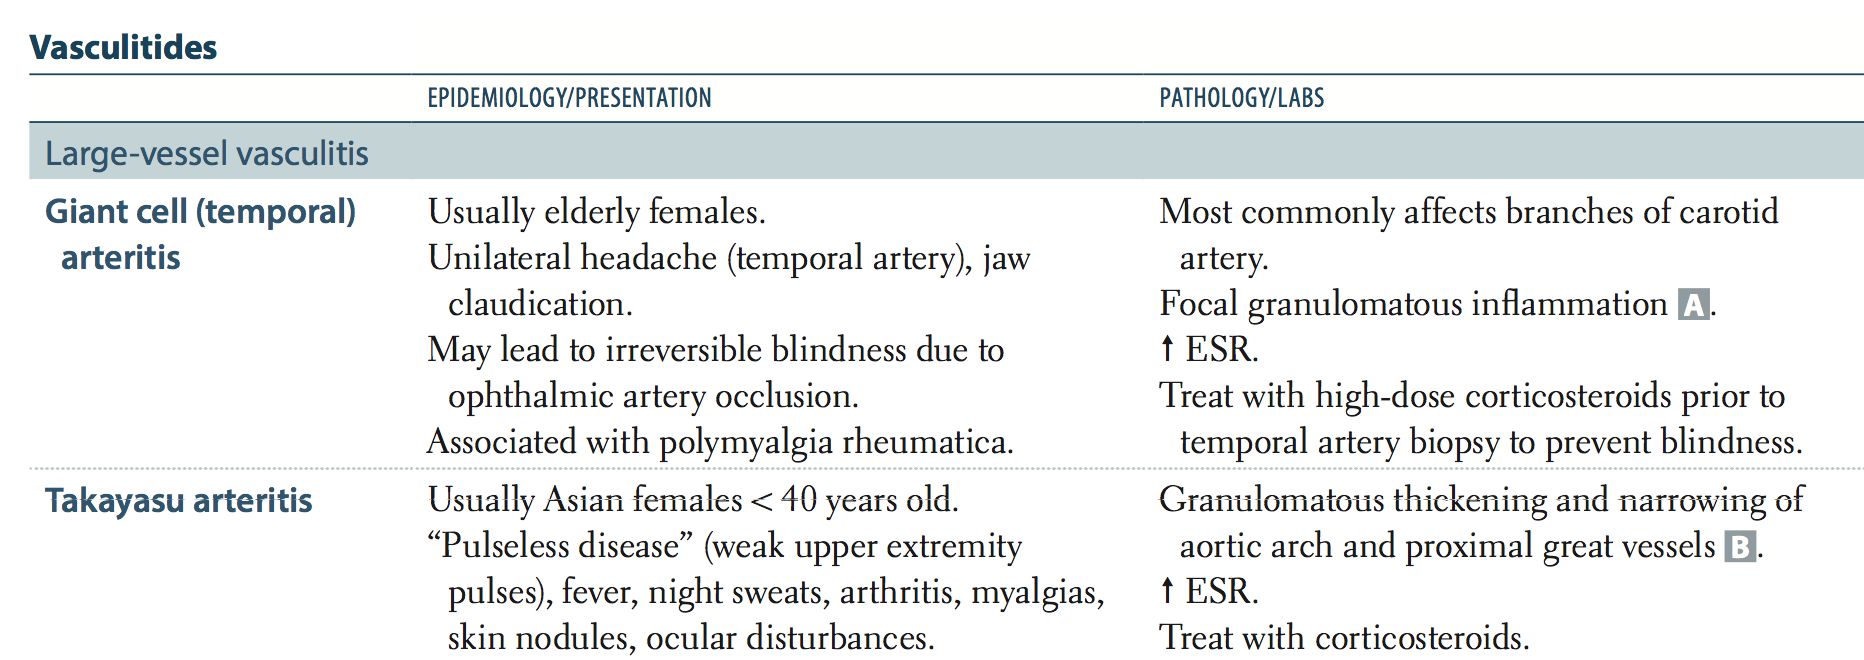 Vasculitides
EPIDEMIOLOGY/PRESENTATION
PATHOLOGY/LABS
Large-vessel vasculitis
Giant cell (temporal)
arteritis
Usually elderly females.
Unilateral headache (temporal artery), jaw
claudication.
May lead to irreversible blindness due to
ophthalmic artery occlusion.
Associated with polymyalgia rheumatica.
Most commonly affects branches of carotid
artery.
Focal granulomatous inflammation A.
↑ ESR.
Treat with high-dose corticosteroids prior to
temporal artery biopsy to prevent blindness.
Takayasu arteritis
Usually Asian females < 40 years old.
“Pulseless disease” (weak upper extremity
pulses), fever, night sweats, arthritis, myalgias,
skin nodules, ocular disturbances.
Granulomatous thickening and narrowing of
aortic arch and proximal great vessels B.
↑ ESR.
Treat with corticosteroids.